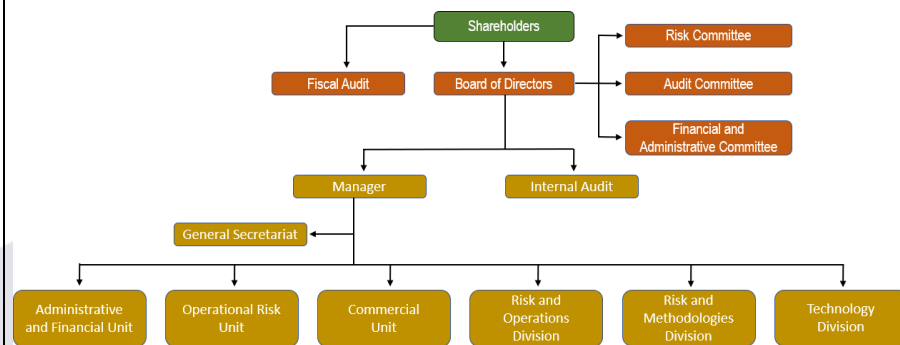 Shareholders
Risk Committee
Fiscal Audit
Board of Directors
Audit Committee
Financial and
Administrative Committee
Manager
Internal Audit
General Secretariat
Administrative
and Financial Unit
Operational Risk
Unit
Commercial
Unit
Risk and
Operations
Division
Risk and
Methodologies
Division
Technology
Division